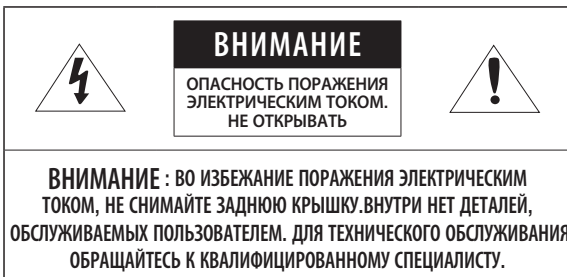 ВНИМАНИЕ
ОПАСНОСТЬ ПОРАЖЕНИЯ
ЭЛЕКТРИЧЕСКИМ ТОКОМ.
НЕ ОТКРЫВАТЬ
ВНИМАНИЕ : ВО ИЗБЕЖАНИЕ ПОРАЖЕНИЯ ЭЛЕКТРИЧЕСКИМ
ТОКОМ, НЕ СНИМАЙТЕ ЗАДНЮЮ КРЫШКУ.ВНУТРИ НЕТ ДЕТАЛЕЙ,
ОБСЛУЖИВАЕМЫХ ПОЛЬЗОВАТЕЛЕМ. ДЛЯ ТЕХНИЧЕСКОГО ОБСЛУЖИВАНИЯ
ОБРАЩАЙТЕСЬ К КВАЛИФИЦИРОВАННОМУ СПЕЦИАЛИСТУ.